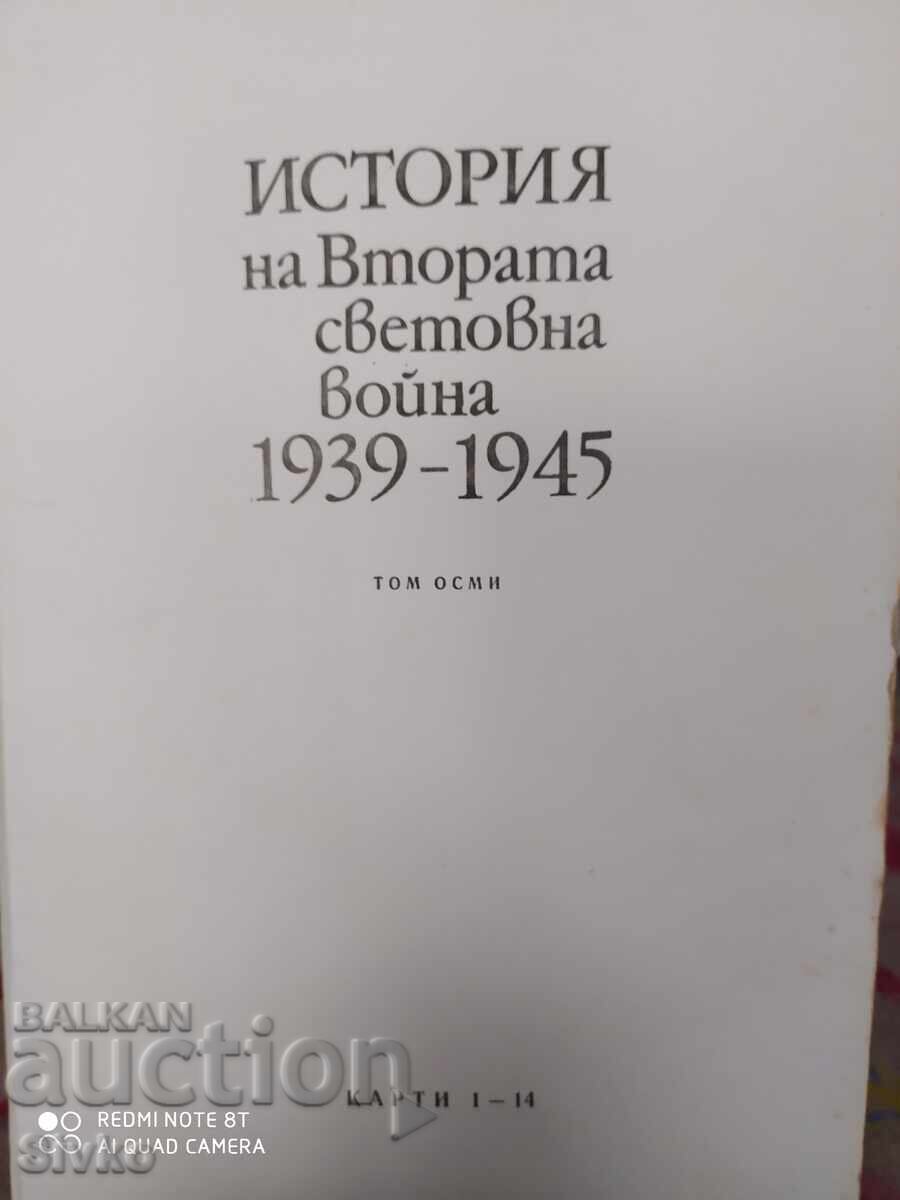 ИСТОРИЯ
на Втората
световна
война
1939-1945
ТОМ ОСМИ
КАРТИ 1-14
BALKAN
auction
REDMI NOTE 8T
AI QUAD CAMERA
Sivko